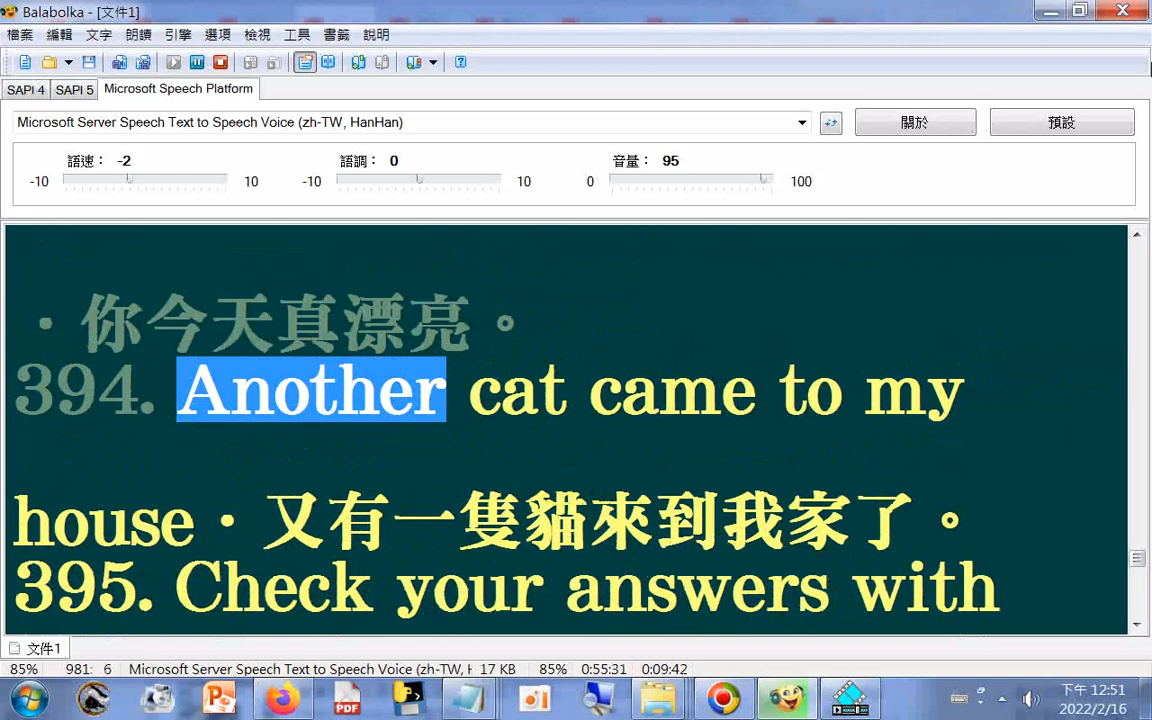 Balabolka - [文件1]
檔案 編輯 文字 朗讀 引擎 選項 檢視 工具 書籤 說明
SAPI 4 SAPI 5 Microsoft Speech Platform
Microsoft Server Speech Text to Speech Voice (zh-TW, HanHan) 關於 預設
語速： -2 語調： 0 音量： 95
-10 10 -10 10 0 100
．你今天真漂亮。
394. Another cat came to my
house．又有一隻貓來到我家了。
395. Check your answers with
文件1
85% 981: 6 Microsoft Server Speech Text to Speech Voice (zh-TW, H 17 KB 85% 0:55:31 0:09:42
PDF
下午 12:51
2022/2/16